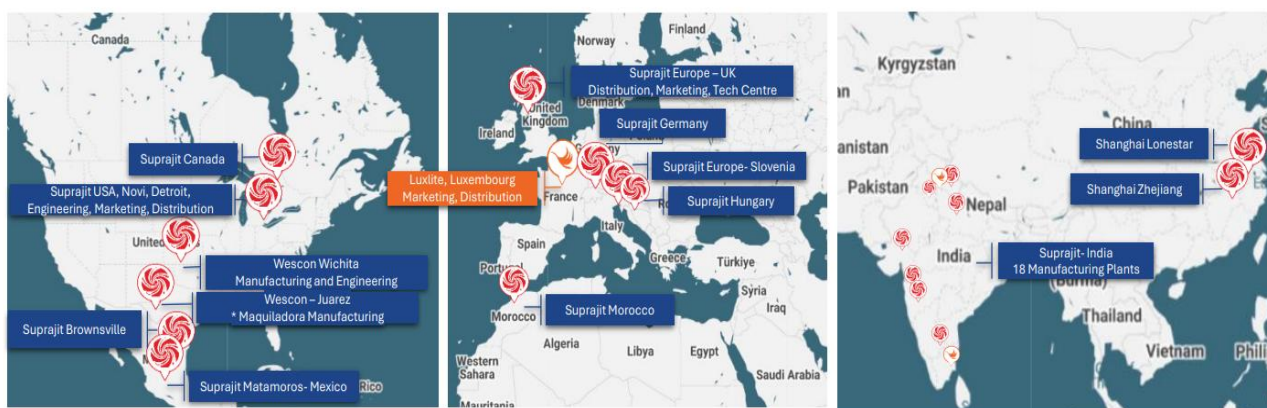 Canada
Suprajit Canada
Suprajit USA, Novi, Detroit,
Engineering, Marketing, Distribution
United States
Wescon Wichita
Manufacturing and Engineering
Wescon – Juarez
* Maquiladora Manufacturing
Suprajit Brownsville
Suprajit Matamoros- Mexico
Rico
Finland
Norway
Suprajit Europe – UK
Distribution, Marketing, Tech Centre
United
Kingdom
Denmark
Ireland
Suprajit Germany
Luxlite, Luxembourg
Marketing, Distribution
France
Suprajit Europe- Slovenia
Suprajit Hungary
Italy
Spain
Portugal
Greece
Türkiye
Syria
Iraq
Suprajit Morocco
Morocco
Algeria
Libya
Egypt
Western
Sahara
Saudi Arabia
Mauritania
Kyrgyzstan
China
Shanghai Lonestar
Pakistan
Nepal
Shanghai Zhejiang
India
Suprajit- India
18 Manufacturing Plants
(Burma)
Thailand
Vietnam